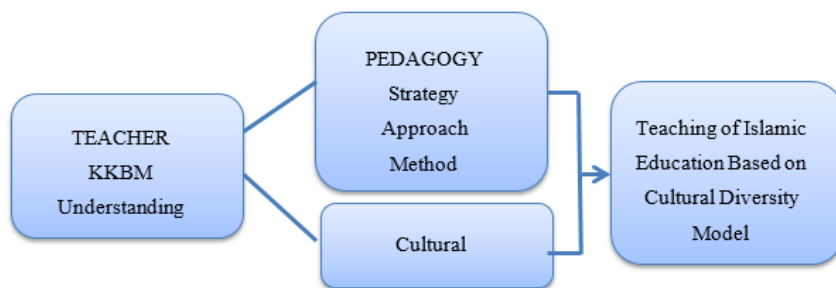 TEACHER
KKBM
Understanding
PEDAGOGY
Strategy
Approach
Method
Cultural
Teaching of Islamic
Education Based on
Cultural Diversity
Model